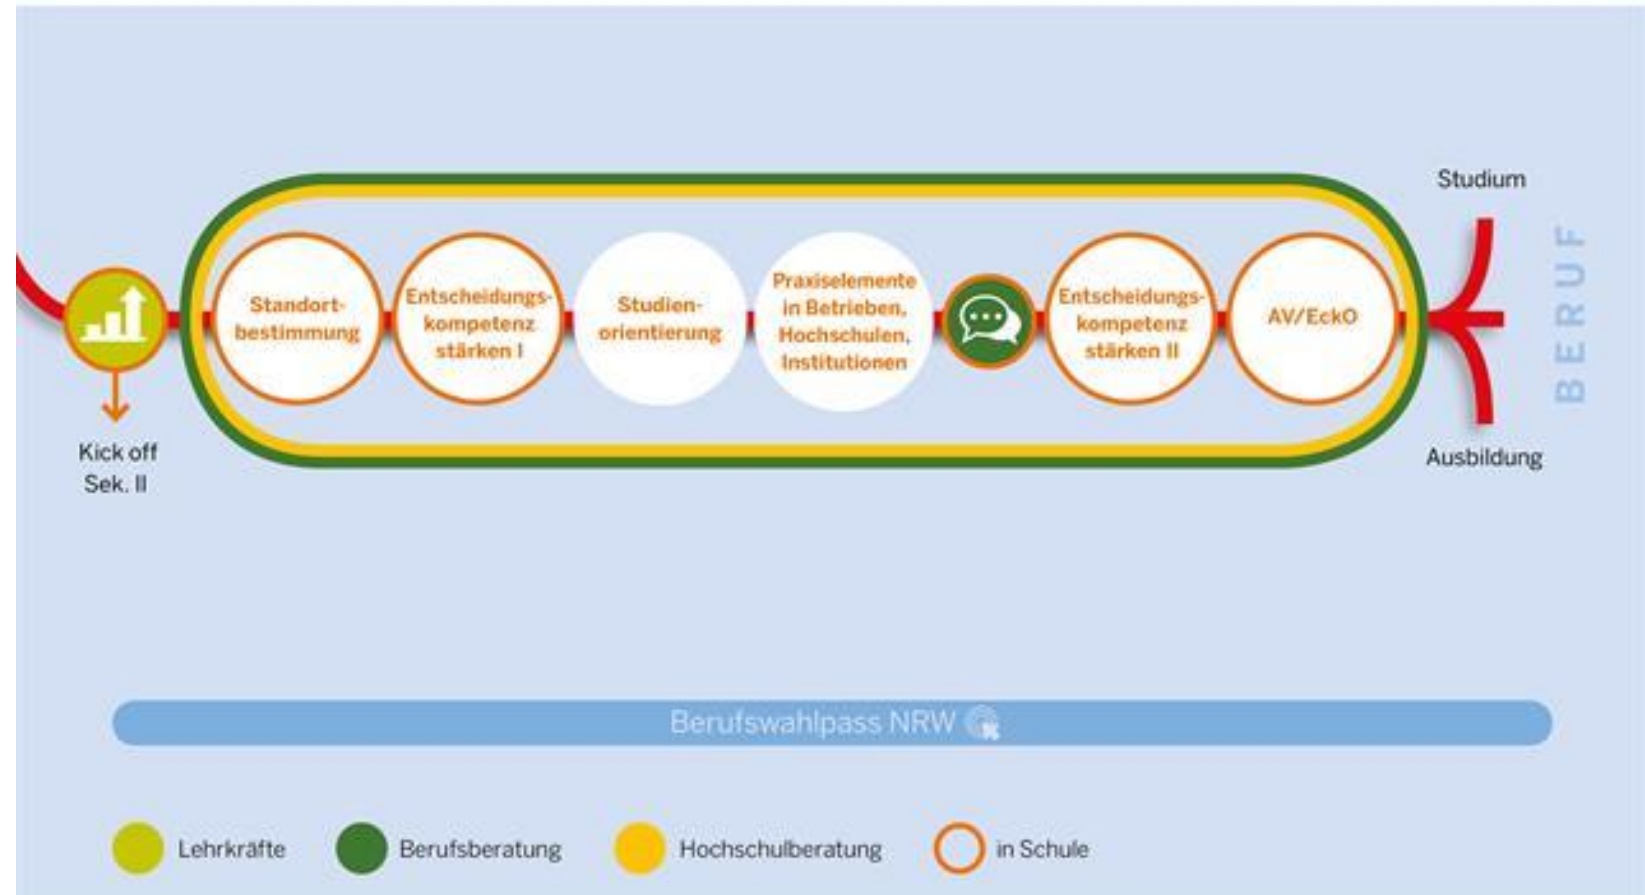 Studium
Standort-
bestimmung
Entscheidungs-
kompetenz
stärken I
Studien-
orientierung
Praxiselemente
in Betrieben,
Hochschulen,
Institutionen
Entscheidungs-
kompetenz
stärken II
AV/EckO
BERUF
Kick off
Sek. II
Ausbildung
Berufswahlpass NRW
Lehrkräfte
Berufsberatung
Hochschulberatung
in Schule